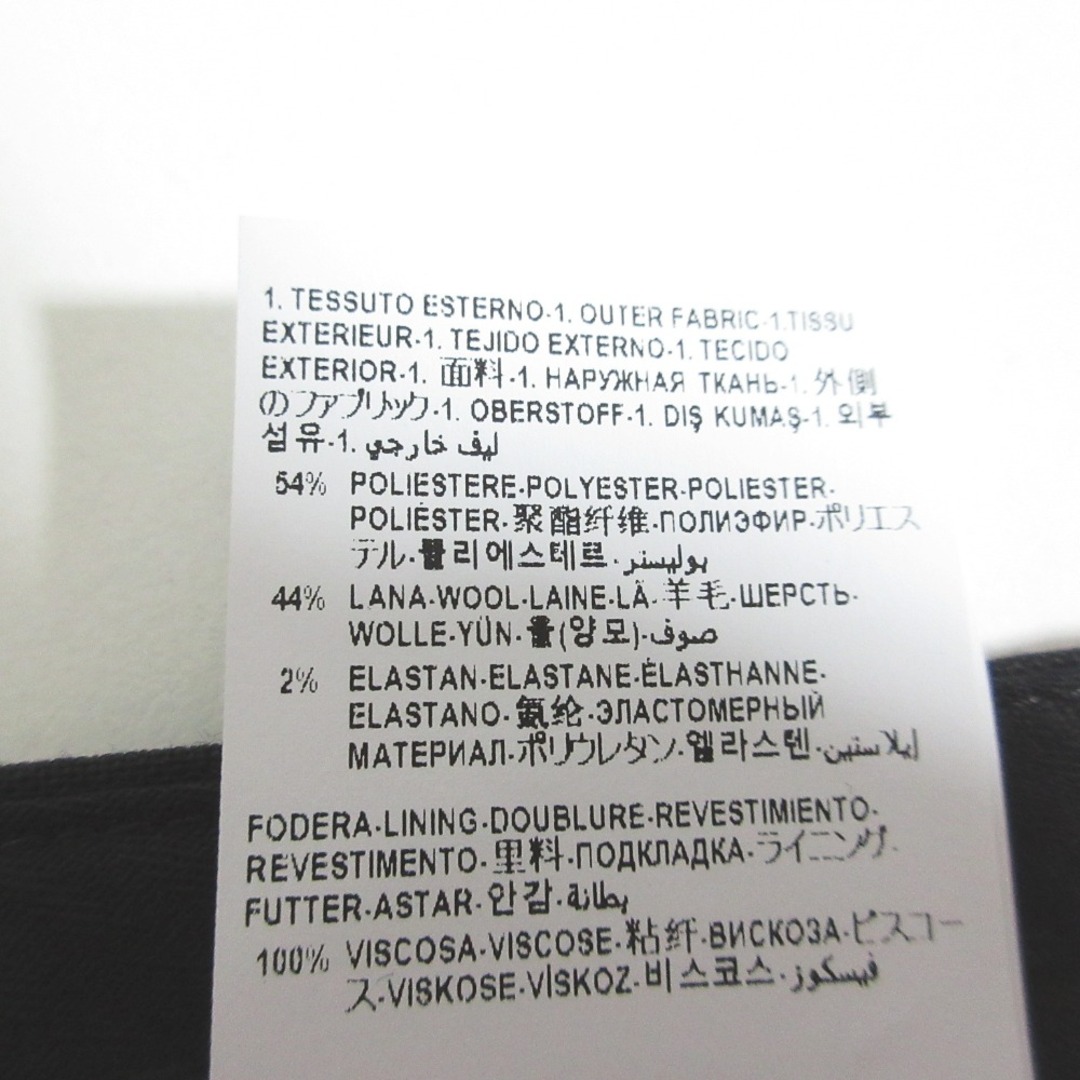 1. TESSUTO ESTERNO-1. OUTER FABRIC-1.TISSU
EXTERIEUR-1. TEJIDO EXTERNO-1. TECIDO
EXTERIOR-1. 面料-1. НАРУЖНАЯ ТКАНЬ-1. 外側
のファブリック-1. OBERSTOFF-1. DIŞ KUMAŞ-1. 외부
섬유-1. ليف خارجي
54% POLIESTERE-POLYESTER-POLIESTER-
POLIÉSTER-聚酯纤维-ПОЛИЭФИР-ポリエス
テル-폴리에스테르-بوليستر
44% LANA-WOOL-LAINE-LÃ-羊毛-ШЕРСТЬ-
WOLLE-YÜN-울(양모)-صوف
2% ELASTAN-ELASTANE-ÉLASTHANNE-
ELASTANO-氨纶-ЭЛАСТОМЕРНЫЙ
МАТЕРИАЛ-ポリウレタン-엘라스텐-إيلاستين
FODERA-LINING-DOUBLURE-REVESTIMIENTO-
REVESTIMENTO-里料-ПОДКЛАДКА-ライニング-
FUTTER-ASTAR-안감-بطانة
100% VISCOSA-VISCOSE-粘纤-ВИСКОЗА-ビスコー
ス-VISKOSE-VİSKOZ-비스코스-فيسكوز